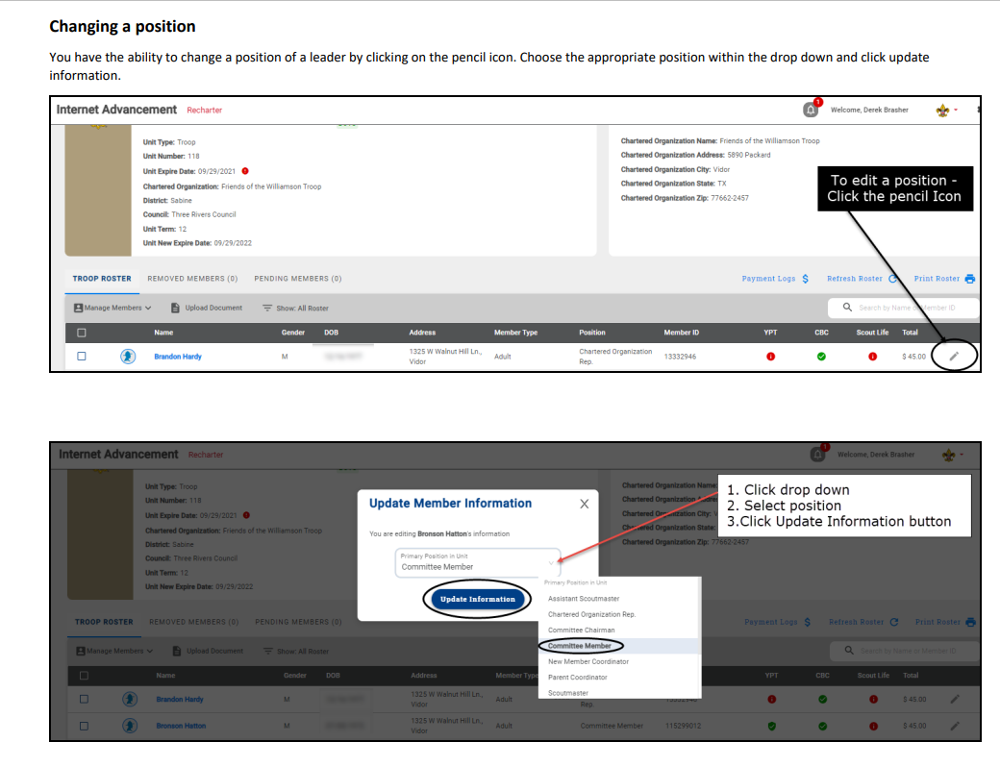 Changing a position
You have the ability to change a position of a leader by clicking on the pencil icon. Choose the appropriate position within the drop down and click update
information.
Internet Advancement Recharter
1
Welcome, Derek Brasher
Unit Type: Troop
Unit Number: 118
Unit Expire Date: 09/29/2021
Chartered Organization: Friends of the Williamson Troop
District: Sabine
Council: Three Rivers Council
Unit Term: 12
Unit New Expire Date: 09/29/2022
Chartered Organization Name: Friends of the Williamson Troop
Chartered Organization Address: 5890 Packard
Chartered Organization City: Vidor
Chartered Organization State: TX
Chartered Organization Zip: 77662-2457
To edit a position -
Click the pencil Icon
TROOP ROSTER REMOVED MEMBERS (0) PENDING MEMBERS (0)
Payment Logs $ Refresh Roster Print Roster
Manage Members Upload Document Show: All Roster
Search by Name or Member ID
Name Gender DOB Address Member Type Position Member ID YPT CBC Scout Life Total
Brandon Hardy M 1325 W Walnut Hill Ln., Adult Chartered Organization 13332946 $ 45.00
Vidor Rep.
Internet Advancement Recharter
1
Welcome, Derek Brasher
Unit Type: Troop
Unit Number: 118
Unit Expire Date: 09/29/2021
Chartered Organization: Friends of the Williamson Troop
District: Sabine
Council: Three Rivers Council
Unit Term: 12
Unit New Expire Date: 09/29/2022
Update Member Information X
You are editing Bronson Hatton's information
Primary Position in Unit
Committee Member
Update Information
Primary Position in Unit
Assistant Scoutmaster
Chartered Organization Rep.
Committee Chairman
Committee Member
New Member Coordinator
Parent Coordinator
Scoutmaster
Chartered Organization Name
Chartered Organization
Chartered Organization City:
Chartered Organization State:
Chartered Organization Zip: 77662-2457
1. Click drop down
2. Select position
3.Click Update Information button
TROOP ROSTER REMOVED MEMBERS (0) PENDING MEMBERS (0)
Payment Logs $ Refresh Roster Print Roster
Manage Members Upload Document Show: All Roster
Search by Name or Member ID
Name Gender DOB Address Member Type YPT CBC Scout Life Total
Brandon Hardy M 1325 W Walnut Hill Ln., Adult $ 45.00
Vidor Rep.
Bronson Hatton M 1325 W Walnut Hill Ln., Adult Committee Member 115299012 $ 45.00
Vidor